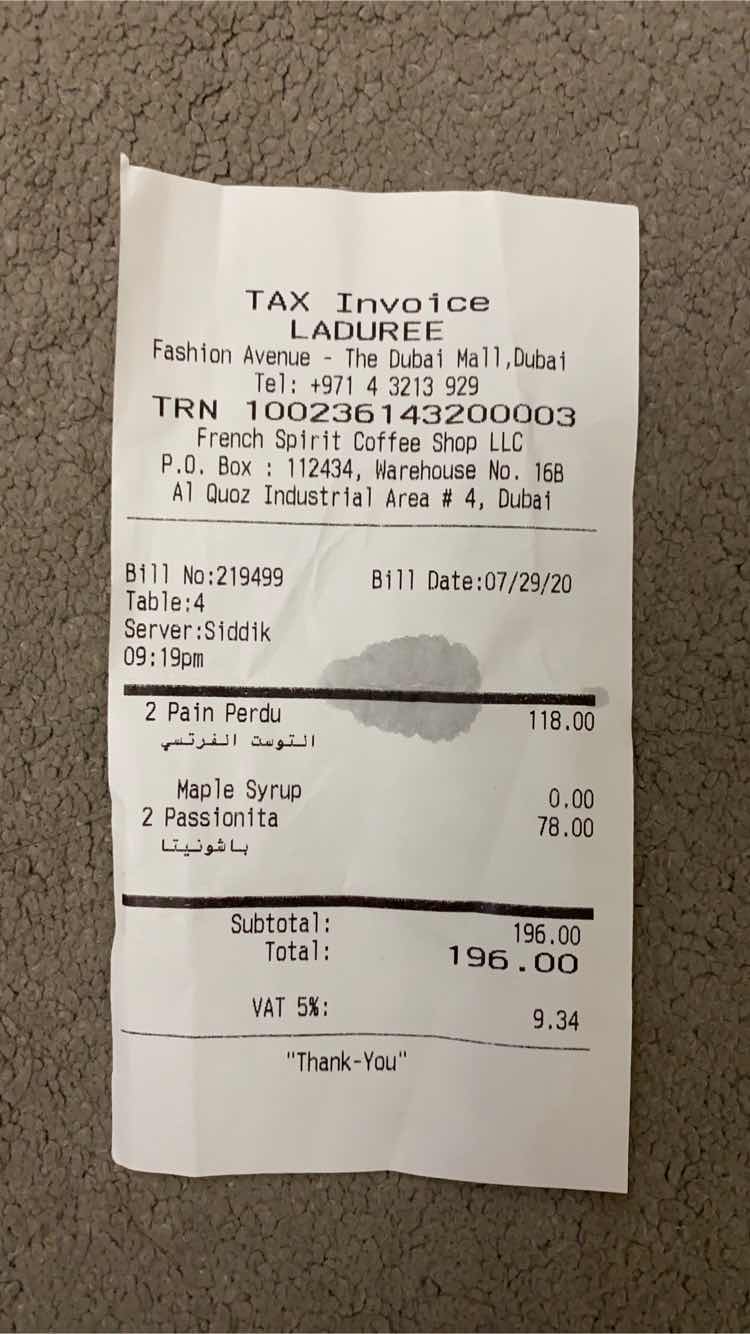 TAX Invoice
LADUREE
Fashion Avenue - The Dubai Mall,Dubai
Tel: +971 4 3213 929
TRN 100236143200003
French Spirit Coffee Shop LLC
P.O. Box : 112434, Warehouse No. 16B
Al Quoz Industrial Area # 4, Dubai
Bill No:219499 Bill Date:07/29/20
Table:4
Server:Siddik
09:19pm
2 Pain Perdu 118.00
التوست الفرتسي
Maple Syrup 0.00
2 Passionita 78.00
باشونيتا
Subtotal: 196.00
Total: 196.00
VAT 5%: 9.34
"Thank-You"